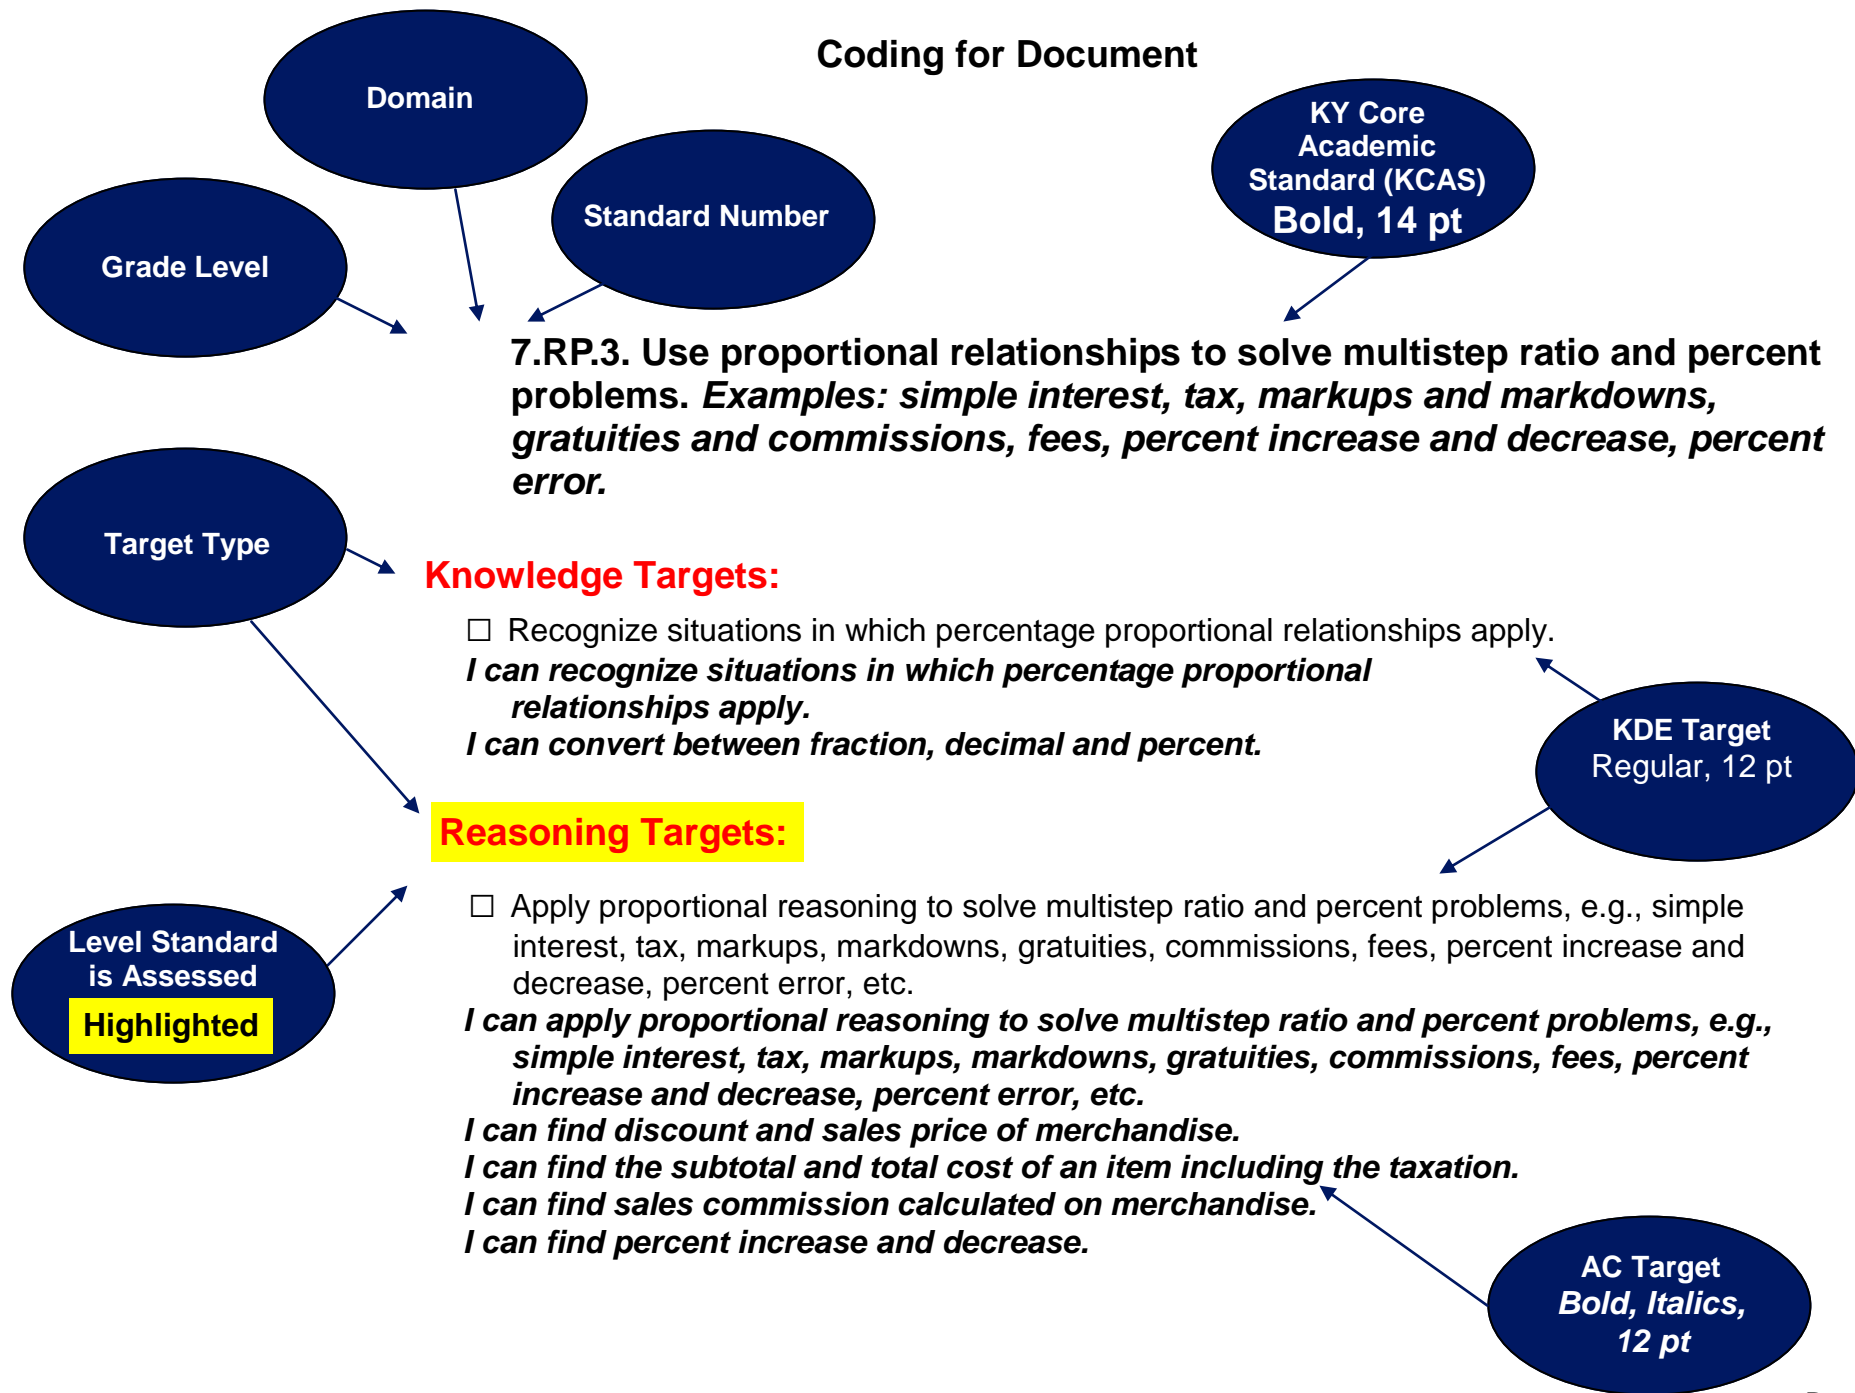 Coding for Document
Domain
KY Core
Academic
Standard (KCAS)
Bold, 14 pt
Standard Number
Grade Level
7.RP.3. Use proportional relationships to solve multistep ratio and percent
problems. Examples: simple interest, tax, markups and markdowns,
gratuities and commissions, fees, percent increase and decrease, percent
error.
Target Type
Knowledge Targets:
☐ Recognize situations in which percentage proportional relationships apply.
I can recognize situations in which percentage proportional
relationships apply.
I can convert between fraction, decimal and percent.
KDE Target
Regular, 12 pt
Reasoning Targets:
☐ Apply proportional reasoning to solve multistep ratio and percent problems, e.g., simple
interest, tax, markups, markdowns, gratuities, commissions, fees, percent increase and
decrease, percent error, etc.
Level Standard
is Assessed
Highlighted
I can apply proportional reasoning to solve multistep ratio and percent problems, e.g.,
simple interest, tax, markups, markdowns, gratuities, commissions, fees, percent
increase and decrease, percent error, etc.
I can find discount and sales price of merchandise.
I can find the subtotal and total cost of an item including the taxation.
I can find sales commission calculated on merchandise.
I can find percent increase and decrease.
AC Target
Bold, Italics,
12 pt